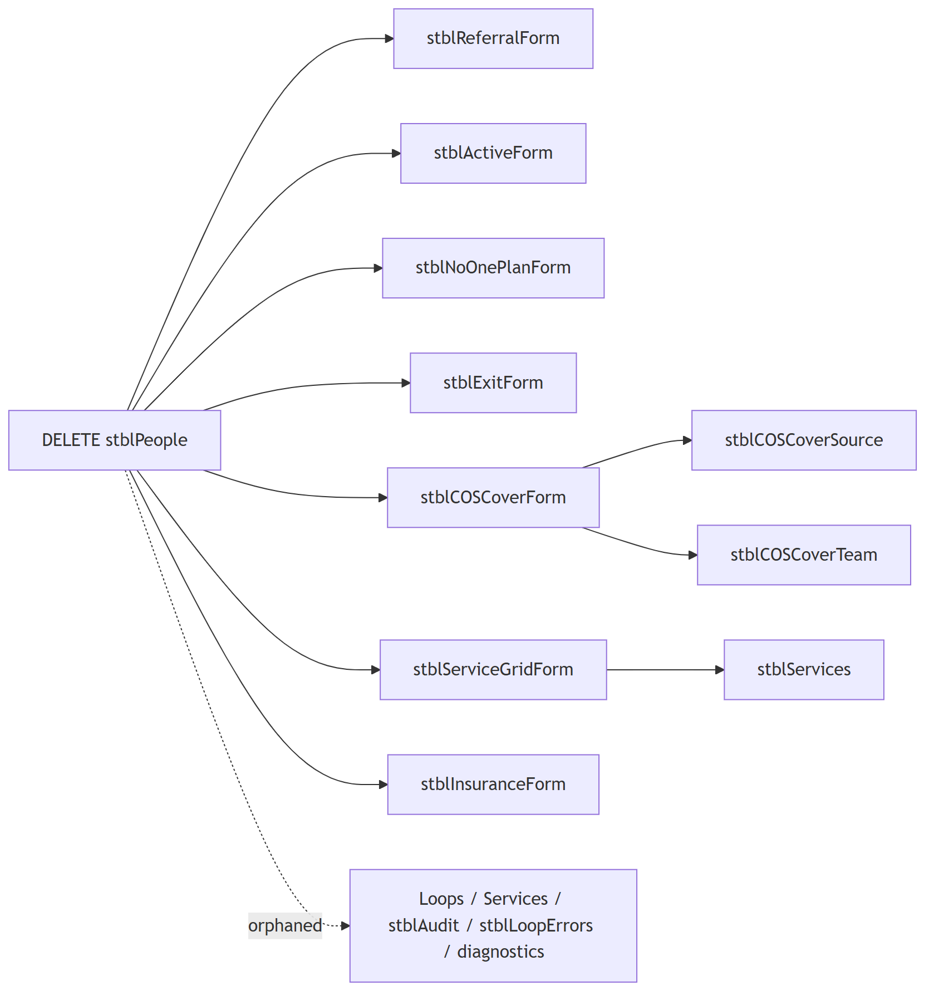 stblReferralForm
stblActiveForm
stblNoOnePlanForm
stblExitForm
DELETE stblPeople
stblCOSCoverSource
stblCOSCoverForm
stblCOSCoverTeam
stblServiceGridForm
stblServices
stblInsuranceForm
orphaned
Loops / Services /
stblAudit / stblLoopErrors
/ diagnostics